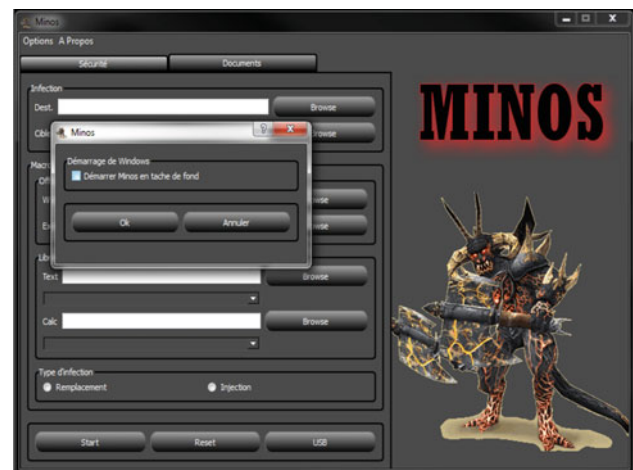 Minos
Options A Propos
Sécurité Documents
Infection
Dest. Browse
MINOS
Minos
Démarrage de Windows
Démarrer Minos en tache de fond
Ok Annuler
Text Browse
Calc Browse
Type d'infection
Remplacement Injection
Start Reset USB